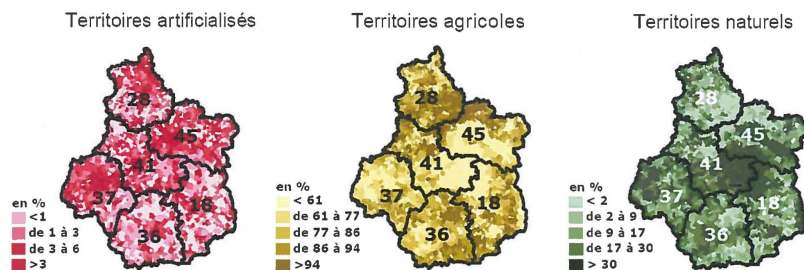 Territoires artificialisés
28
45
41
37
18
36
en %
<1
de 1 à 3
de 3 à 6
>3
Territoires agricoles
28
45
41
37
18
36
en %
< 61
de 61 à 77
de 77 à 86
de 86 à 94
>94
Territoires naturels
28
45
41
37
18
36
en %
< 2
de 2 à 9
de 9 à 17
de 17 à 30
> 30